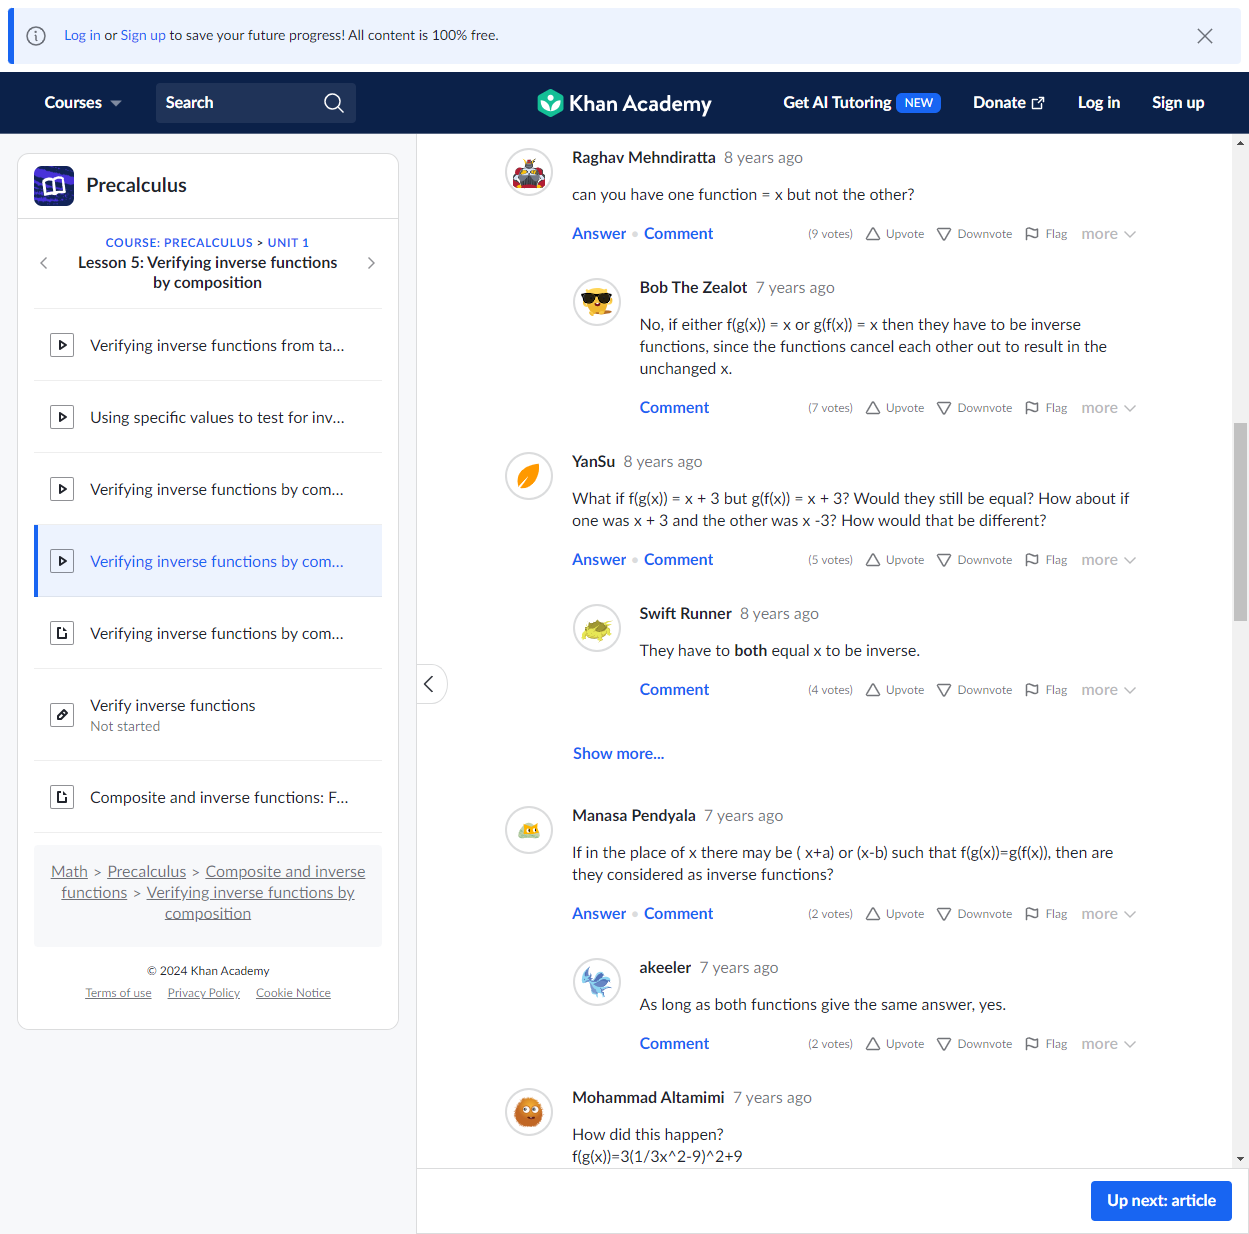 Log in or Sign up to save your future progress! All content is 100% free.
Courses
Search
Khan Academy
Get AI Tutoring NEW
Donate
Log in
Sign up
Precalculus
COURSE: PRECALCULUS > UNIT 1
Lesson 5: Verifying inverse functions
by composition
Verifying inverse functions from ta...
Using specific values to test for inv...
Verifying inverse functions by com...
Verifying inverse functions by com...
Verifying inverse functions by com...
Verify inverse functions
Not started
Composite and inverse functions: F...
Math > Precalculus > Composite and inverse
functions > Verifying inverse functions by
composition
© 2024 Khan Academy
Terms of use Privacy Policy Cookie Notice
Raghav Mehndiratta 8 years ago
can you have one function = x but not the other?
Answer • Comment (9 votes) Upvote Downvote Flag more
Bob The Zealot 7 years ago
No, if either f(g(x)) = x or g(f(x)) = x then they have to be inverse
functions, since the functions cancel each other out to result in the
unchanged x.
Comment (7 votes) Upvote Downvote Flag more
YanSu 8 years ago
What if f(g(x)) = x + 3 but g(f(x)) = x + 3? Would they still be equal? How about if
one was x + 3 and the other was x -3? How would that be different?
Answer • Comment (5 votes) Upvote Downvote Flag more
Swift Runner 8 years ago
They have to both equal x to be inverse.
Comment (4 votes) Upvote Downvote Flag more
Show more...
Manasa Pendyala 7 years ago
If in the place of x there may be ( x+a) or (x-b) such that f(g(x))=g(f(x)), then are
they considered as inverse functions?
Answer • Comment (2 votes) Upvote Downvote Flag more
akeeler 7 years ago
As long as both functions give the same answer, yes.
Comment (2 votes) Upvote Downvote Flag more
Mohammad Altamimi 7 years ago
How did this happen?
f(g(x))=3(1/3x^2-9)^2+9
Up next: article